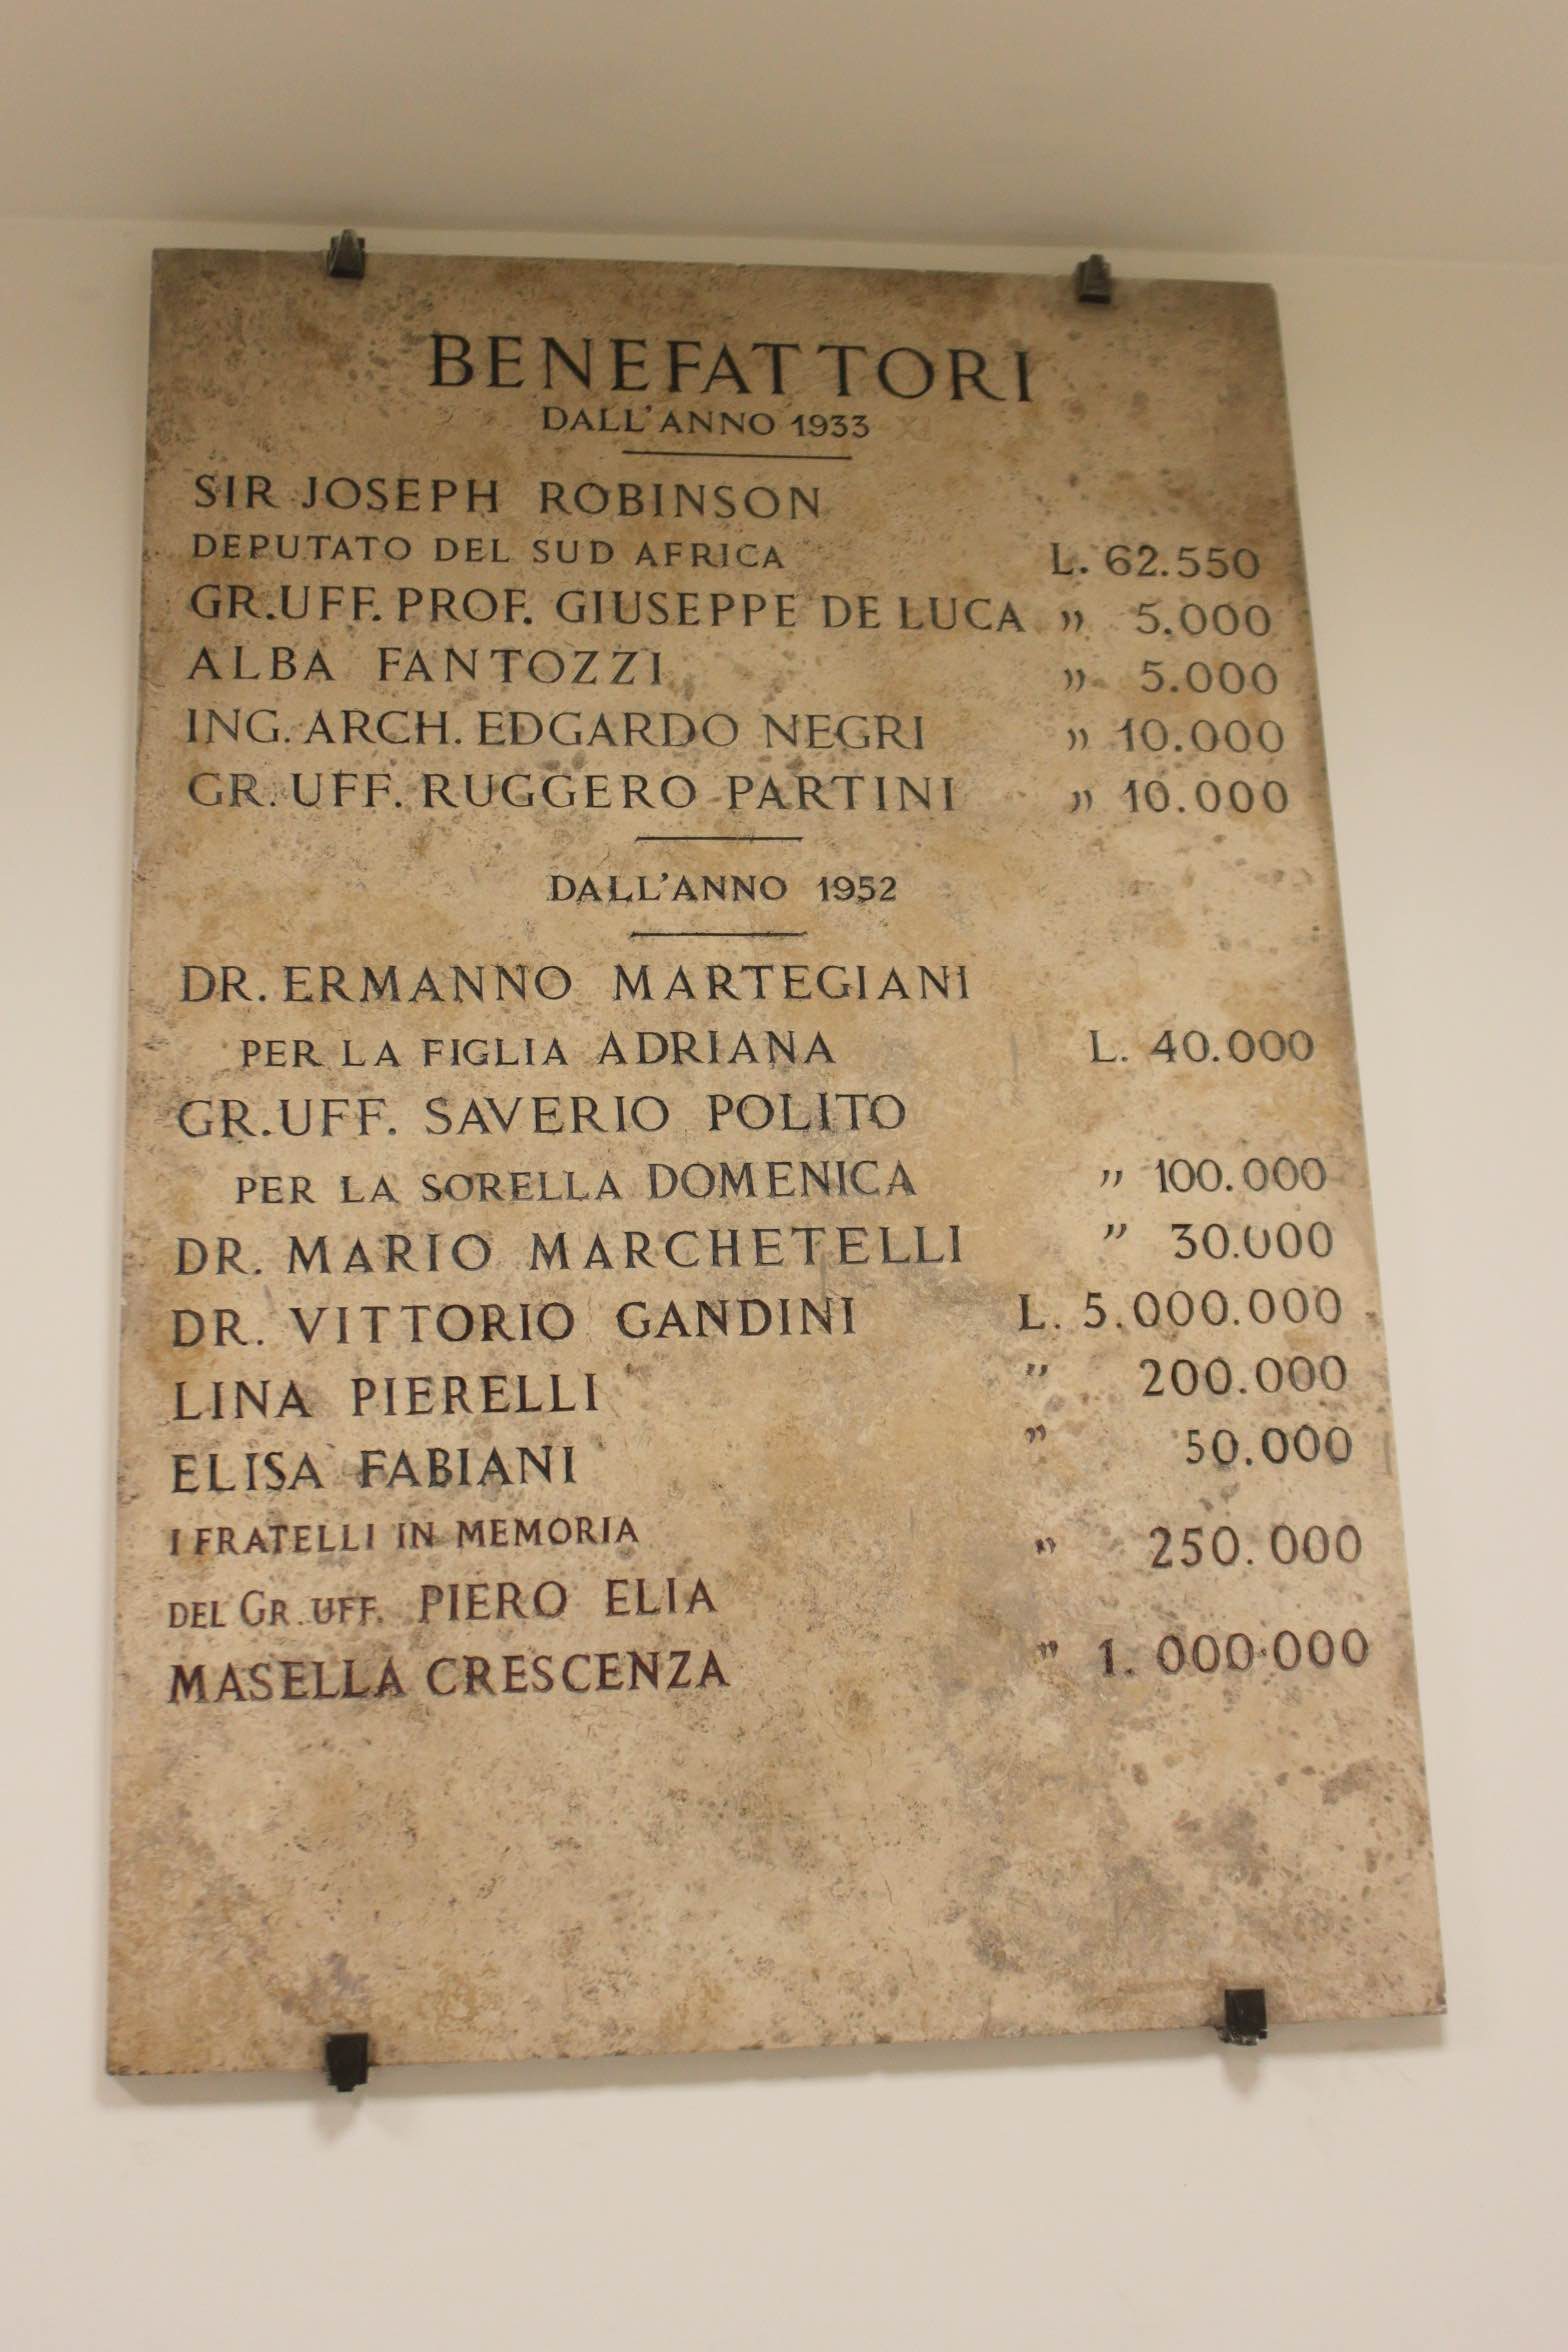 BENEFATTORI
DALL'ANNO 1933
SIR JOSEPH ROBINSON
DEPUTATO DEL SUD AFRICA L. 62.550
GR.UFF. PROF. GIUSEPPE DE LUCA " 5.000
ALBA FANTOZZI " 5.000
ING. ARCH. EDGARDO NEGRI " 10.000
GR. UFF. RUGGERO PARTINI " 10.000
DALL'ANNO 1952
DR. ERMANNO MARTEGIANI
PER LA FIGLIA ADRIANA L. 40.000
GR.UFF. SAVERIO POLITO
PER LA SORELLA DOMENICA " 100.000
DR. MARIO MARCHETELLI " 30.000
DR. VITTORIO GANDINI L. 5.000.000
LINA PIERELLI " 200.000
ELISA FABIANI " 50.000
I FRATELLI IN MEMORIA " 250.000
DEL GR. UFF. PIERO ELIA
MASELLA CRESCENZA " 1.000.000